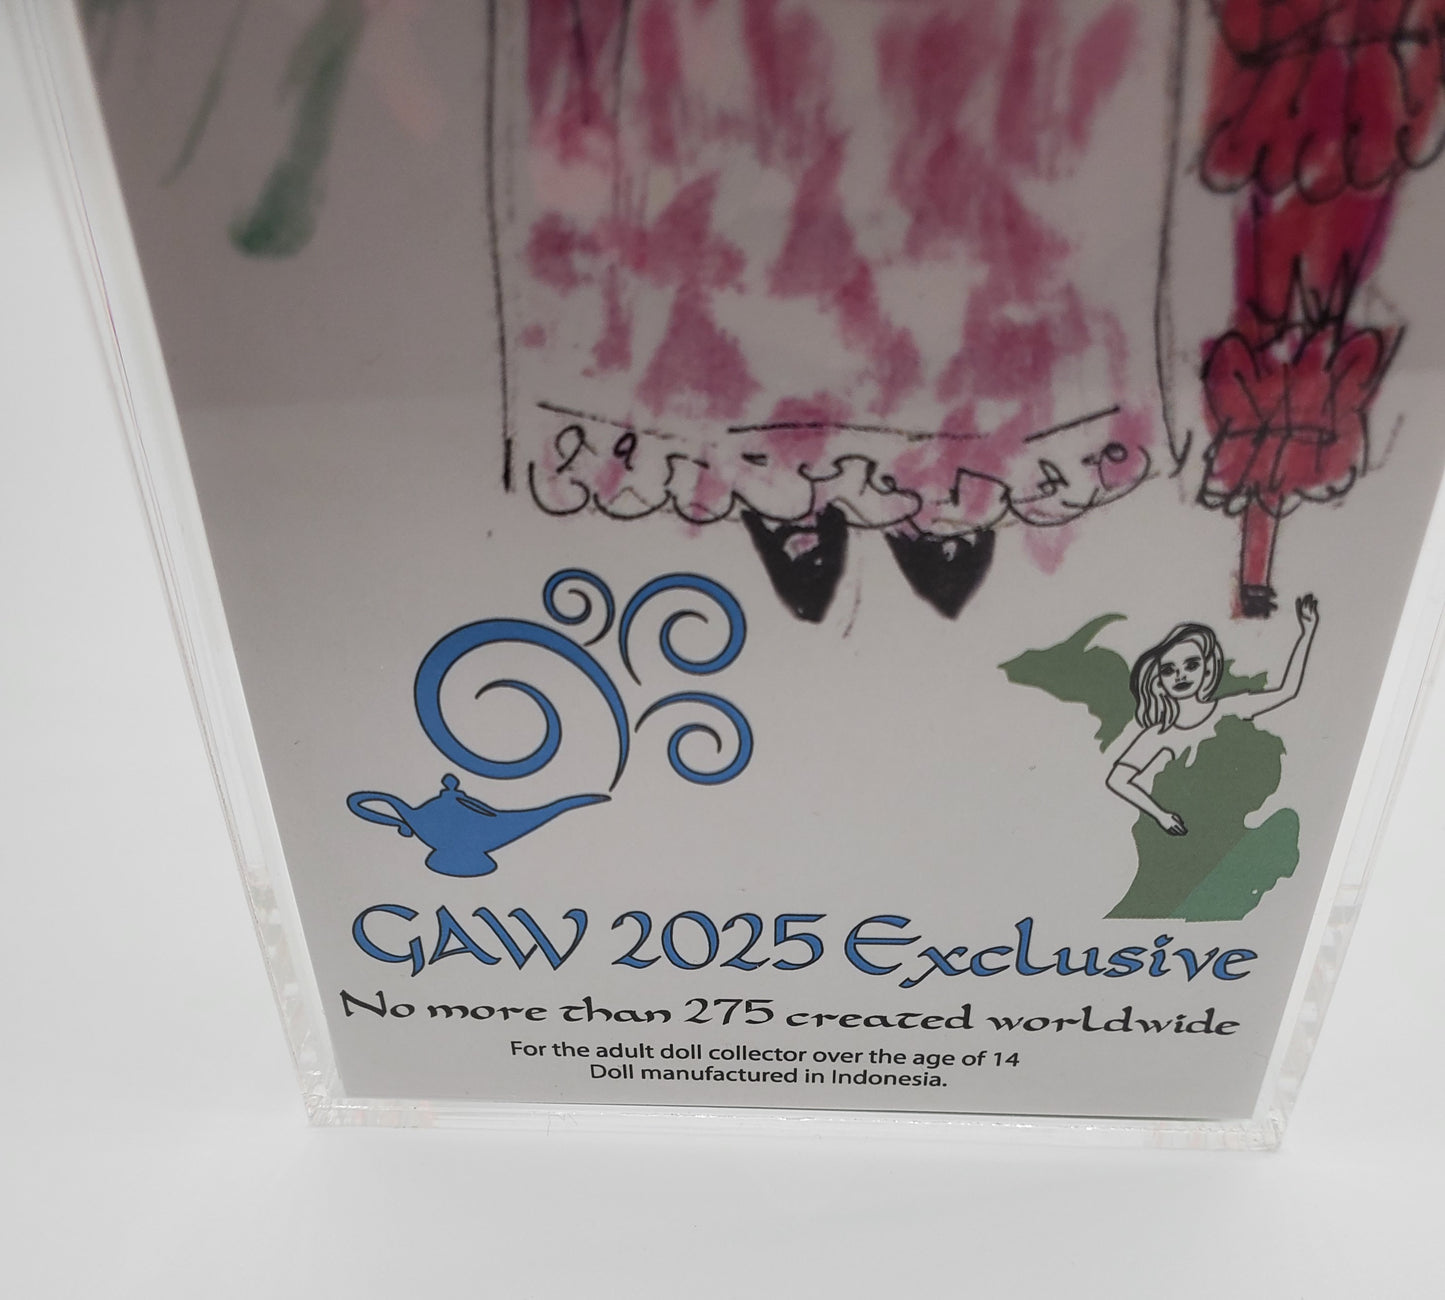 GAW 2025 Exclusive
No more than 275 created worldwide
For the adult doll collector over the age of 14
Doll manufactured in Indonesia.